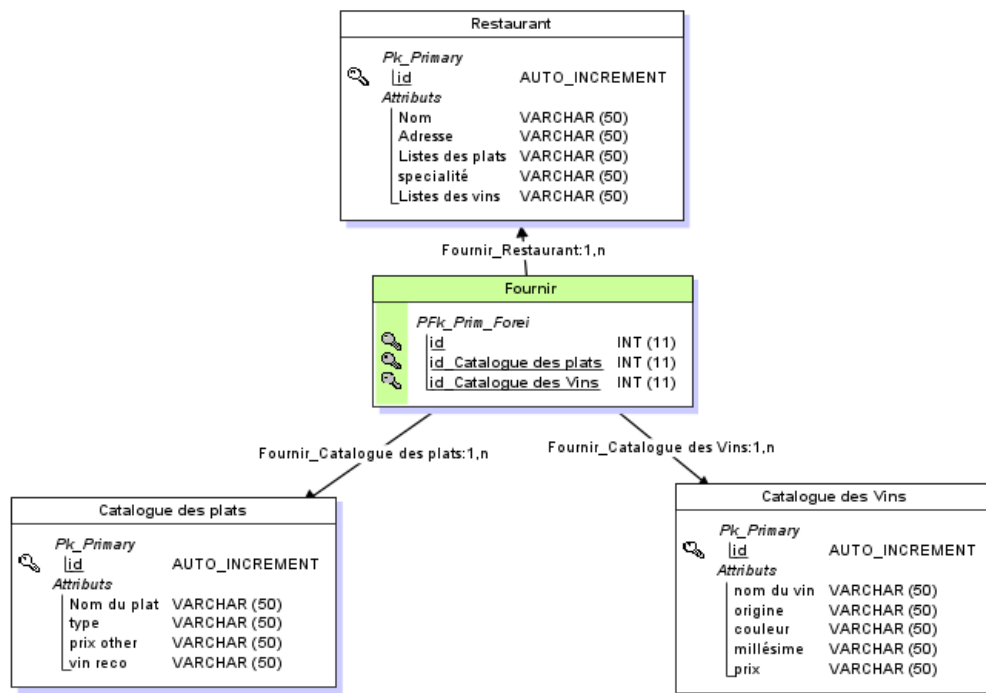 Restaurant
Pk_Primary
id AUTO_INCREMENT
Attributs
Nom VARCHAR (50)
Adresse VARCHAR (50)
Listes des plats VARCHAR (50)
specialité VARCHAR (50)
Listes des vins VARCHAR (50)
Fournir_Restaurant:1,n
Fournir
PFk_Prim_Forei
id INT (11)
id_Catalogue des plats INT (11)
id_Catalogue des Vins INT (11)
Fournir_Catalogue des plats:1,n
Fournir_Catalogue des Vins:1,n
Catalogue des plats
Pk_Primary
id AUTO_INCREMENT
Attributs
Nom du plat VARCHAR (50)
type VARCHAR (50)
prix other VARCHAR (50)
vin reco VARCHAR (50)
Catalogue des Vins
Pk_Primary
id AUTO_INCREMENT
Attributs
nom du vin VARCHAR (50)
origine VARCHAR (50)
couleur VARCHAR (50)
millésime VARCHAR (50)
prix VARCHAR (50)